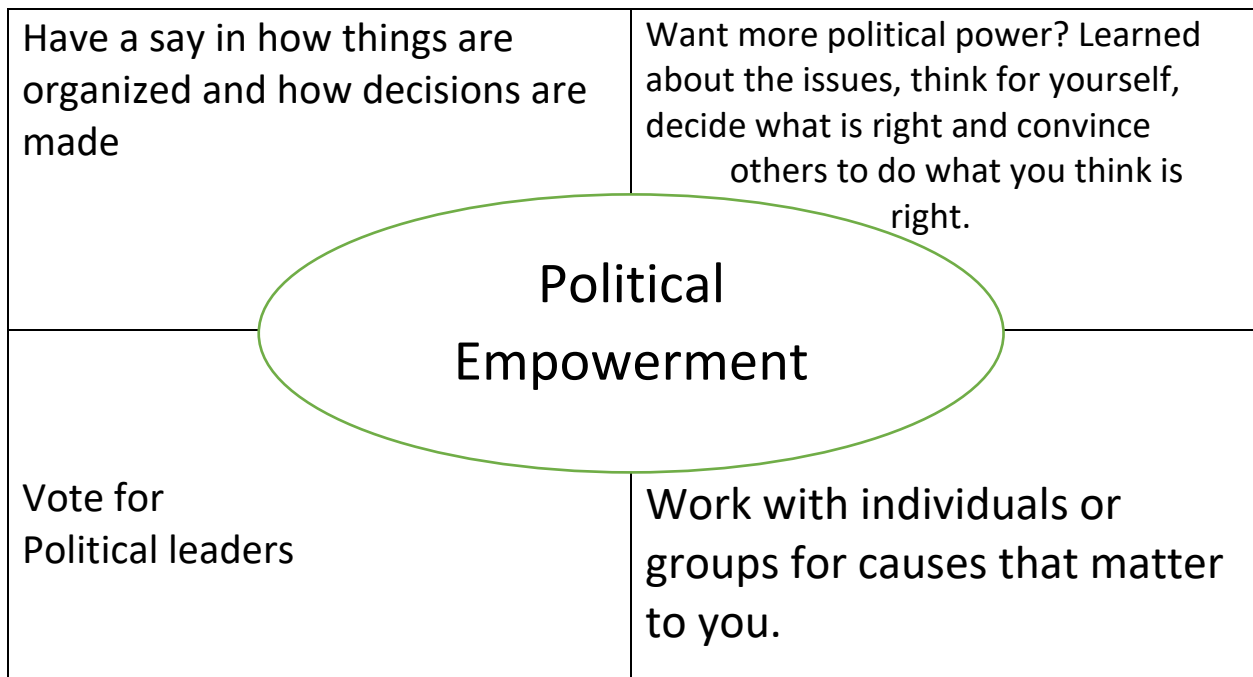 Have a say in how things are
organized and how decisions are
made
Want more political power? Learned
about the issues, think for yourself,
decide what is right and convince
others to do what you think is
right.
Political
Empowerment
Vote for
Political leaders
Work with individuals or
groups for causes that matter
to you.